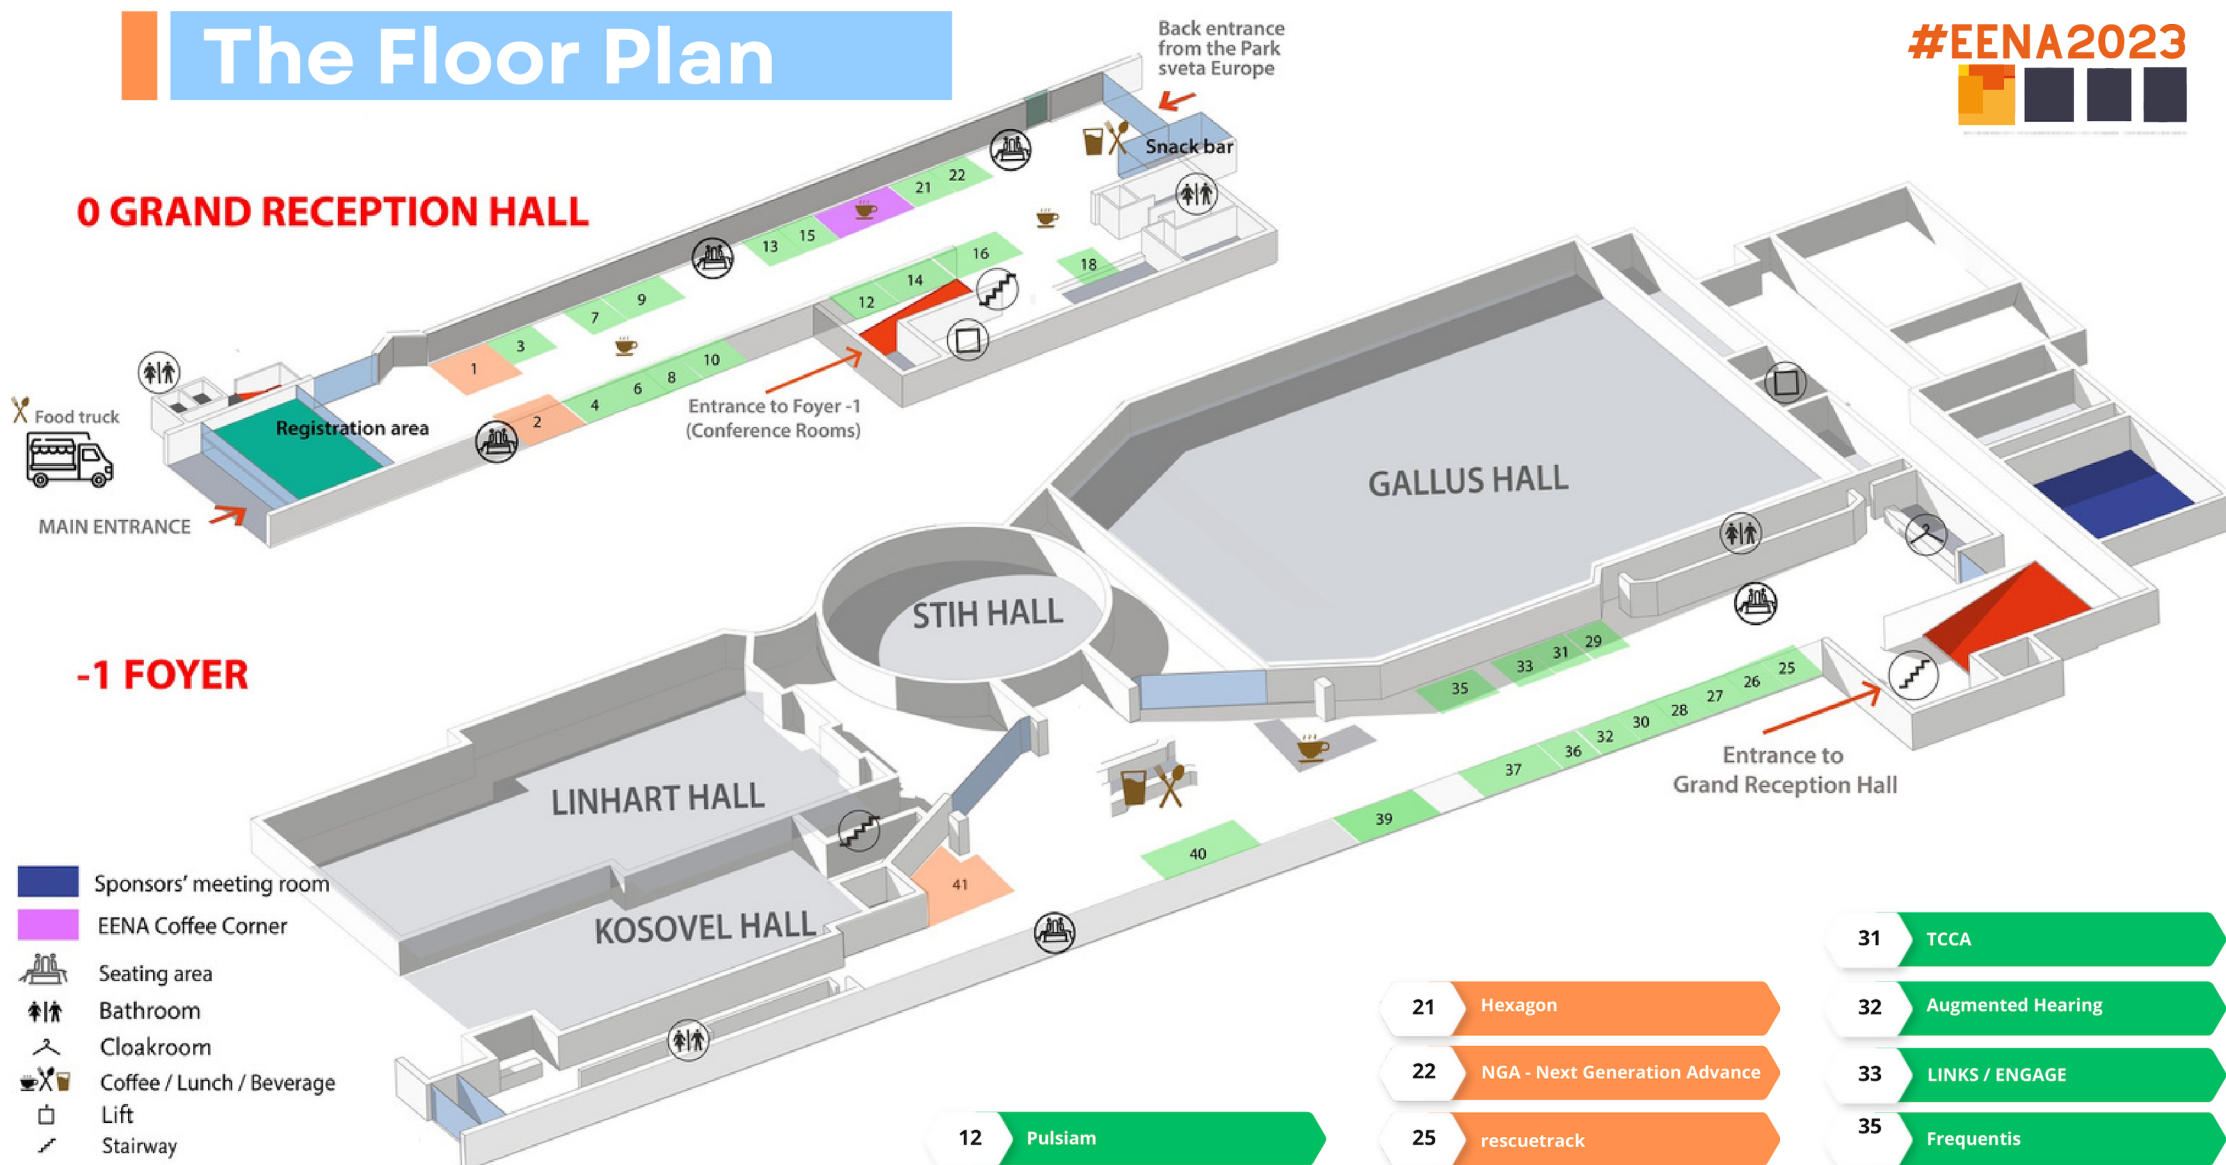 The Floor Plan
Back entrance
from the Park
sveta Europe
#EENA2023
Snack bar
0 GRAND RECEPTION HALL
22
21
15
13
16
18
14
12
9
7
3
1
10
8
6
4
2
Food truck
Registration area
Entrance to Foyer -1
(Conference Rooms)
MAIN ENTRANCE
GALLUS HALL
STIH HALL
-1 FOYER
29
31
33
35
25
26
27
28
30
32
36
37
39
40
41
Entrance to
Grand Reception Hall
LINHART HALL
KOSOVEL HALL
Sponsors' meeting room
EENA Coffee Corner
Seating area
Bathroom
Cloakroom
Coffee / Lunch / Beverage
Lift
Stairway
12 Pulsiam
21 Hexagon
22 NGA - Next Generation Advance
25 rescuetrack
31 TCCA
32 Augmented Hearing
33 LINKS / ENGAGE
35 Frequentis